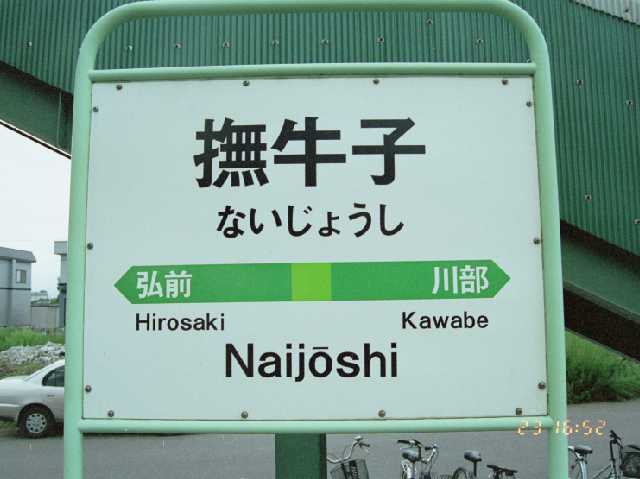 撫牛子
ないじょうし
弘前 川部
Hirosaki Kawabe
Naijōshi
23 16:52